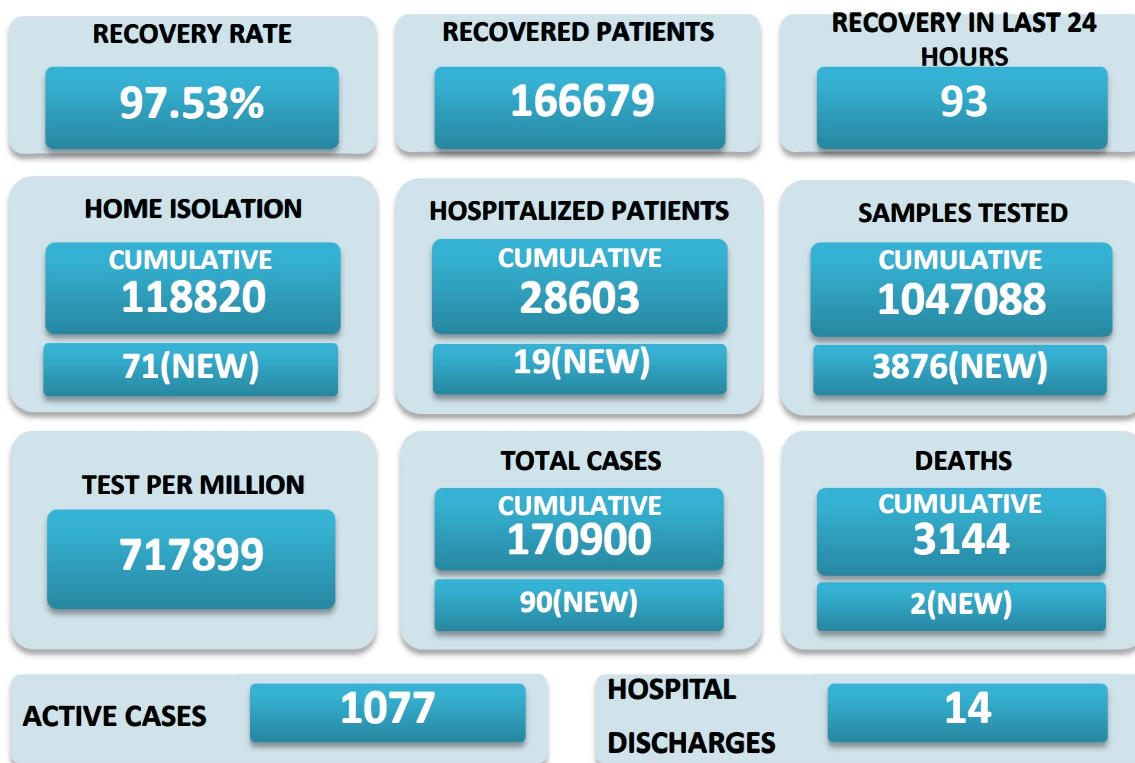 RECOVERY RATE
97.53%
RECOVERED PATIENTS
166679
RECOVERY IN LAST 24
HOURS
93
HOME ISOLATION
CUMULATIVE
118820
71(NEW)
HOSPITALIZED PATIENTS
CUMULATIVE
28603
19(NEW)
SAMPLES TESTED
CUMULATIVE
1047088
3876(NEW)
TEST PER MILLION
717899
TOTAL CASES
CUMULATIVE
170900
90(NEW)
DEATHS
CUMULATIVE
3144
2(NEW)
ACTIVE CASES
1077
HOSPITAL
DISCHARGES
14